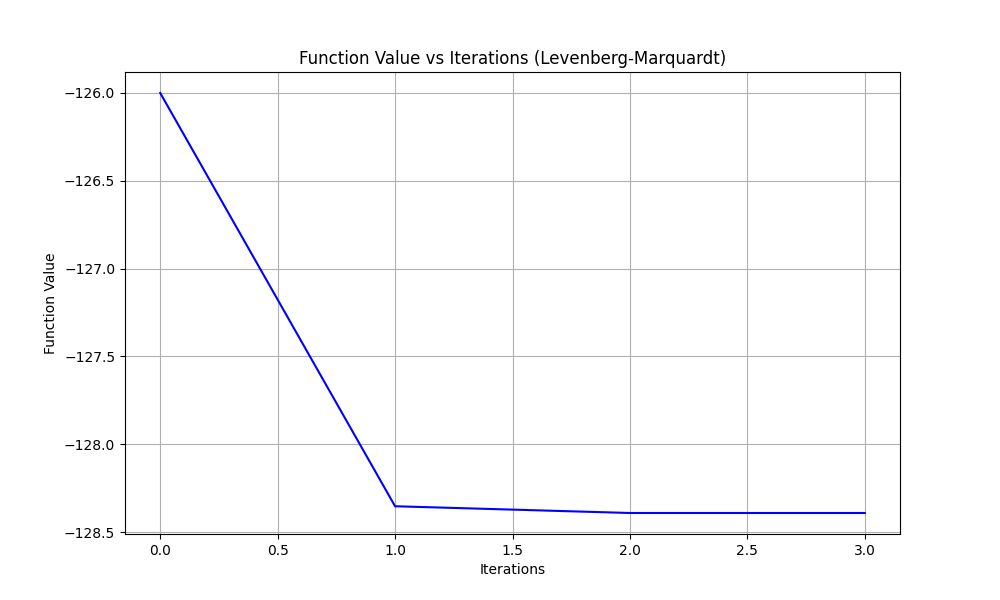 Function Value vs Iterations (Levenberg-Marquardt)
−126.0
−126.5
−127.0
−127.5
−128.0
−128.5
Function Value
0.0 0.5 1.0 1.5 2.0 2.5 3.0
Iterations